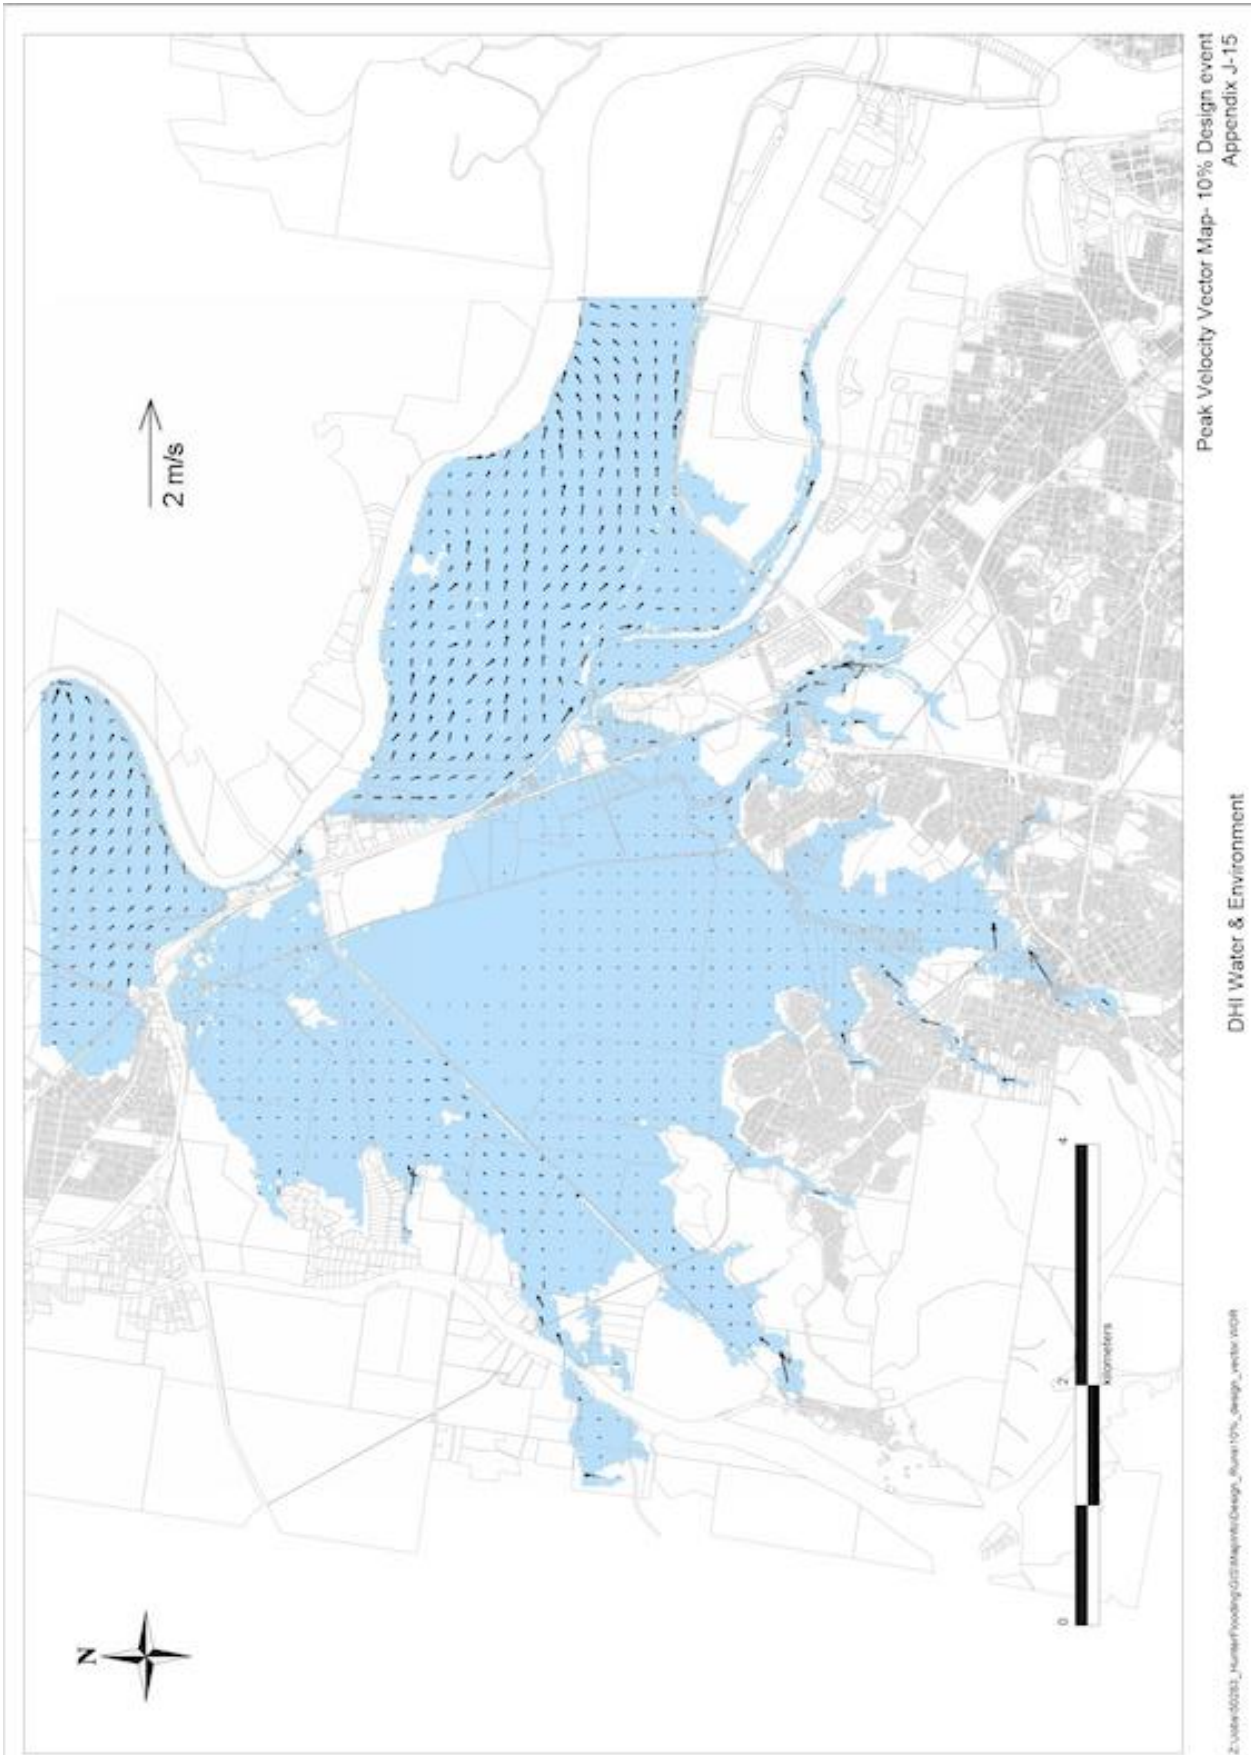 N
2 m/s
0 2 4
kilometers
Peak Velocity Vector Map- 10% Design event
Appendix J-15
DHI Water & Environment